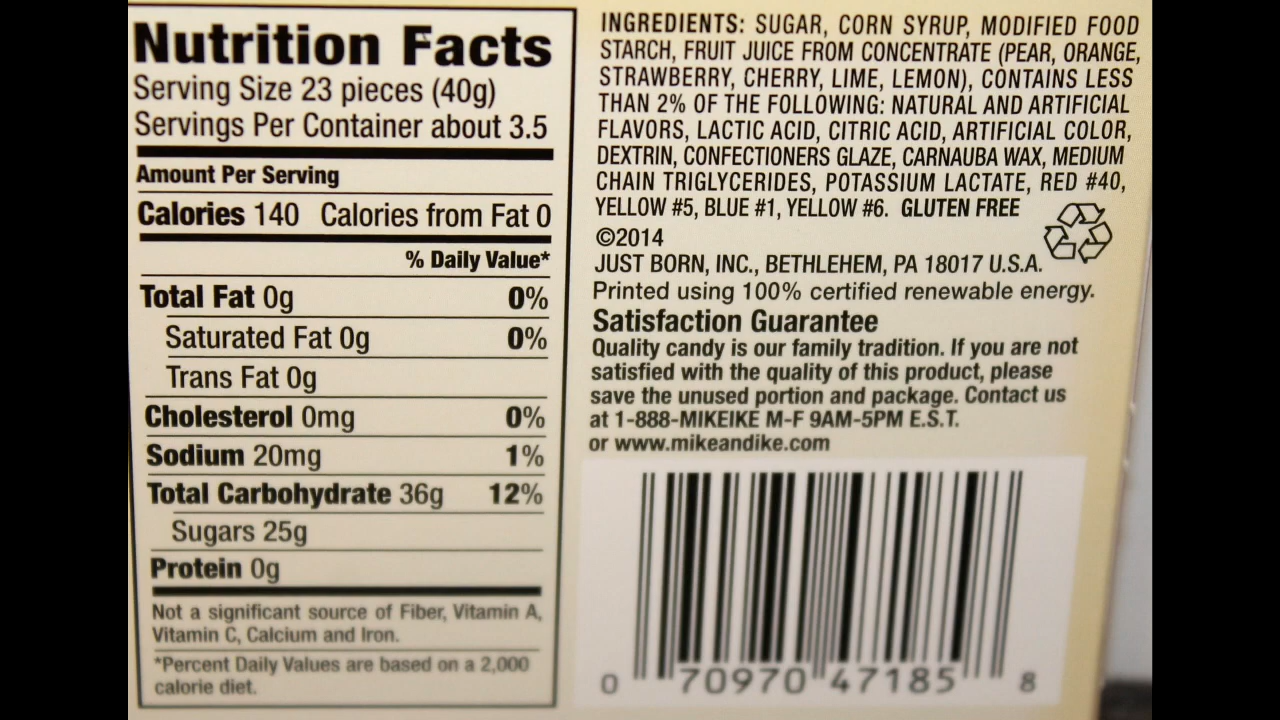 Nutrition Facts
Serving Size 23 pieces (40g)
Servings Per Container about 3.5
Amount Per Serving
Calories 140 Calories from Fat 0
% Daily Value*
Total Fat 0g 0%
Saturated Fat 0g 0%
Trans Fat 0g
Cholesterol 0mg 0%
Sodium 20mg 1%
Total Carbohydrate 36g 12%
Sugars 25g
Protein 0g
Not a significant source of Fiber, Vitamin A,
Vitamin C, Calcium and Iron.
*Percent Daily Values are based on a 2,000
calorie diet.
INGREDIENTS: SUGAR, CORN SYRUP, MODIFIED FOOD
STARCH, FRUIT JUICE FROM CONCENTRATE (PEAR, ORANGE,
STRAWBERRY, CHERRY, LIME, LEMON), CONTAINS LESS
THAN 2% OF THE FOLLOWING: NATURAL AND ARTIFICIAL
FLAVORS, LACTIC ACID, CITRIC ACID, ARTIFICIAL COLOR,
DEXTRIN, CONFECTIONERS GLAZE, CARNAUBA WAX, MEDIUM
CHAIN TRIGLYCERIDES, POTASSIUM LACTATE, RED #40,
YELLOW #5, BLUE #1, YELLOW #6. GLUTEN FREE
©2014
JUST BORN, INC., BETHLEHEM, PA 18017 U.S.A.
Printed using 100% certified renewable energy.
Satisfaction Guarantee
Quality candy is our family tradition. If you are not
satisfied with the quality of this product, please
save the unused portion and package. Contact us
at 1-888-MIKEIKE M-F 9AM-5PM E.S.T.
or www.mikeandike.com
0 70970 47185 8